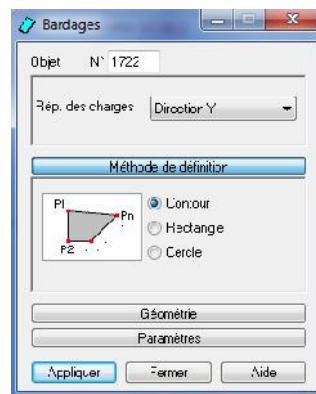 Bardages
Objet N° 1722
Rép. des charges Direction Y
Méthode de définition
P1
Pn
P2
Contour
Rectangle
Cercle
Géométrie
Paramètres
Appliquer Fermer Aide